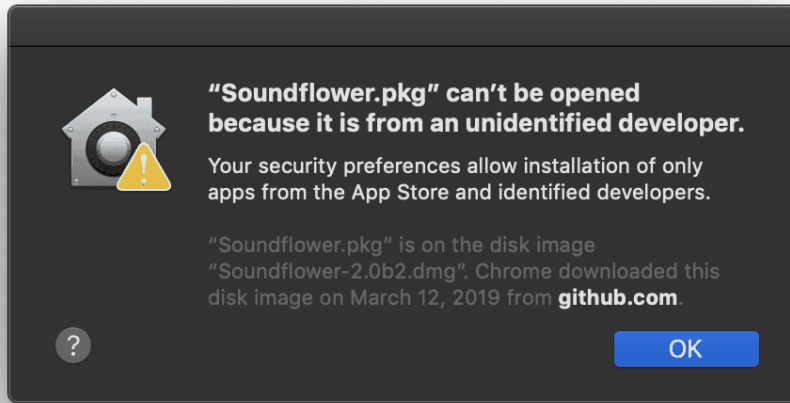 “Soundflower.pkg” can’t be opened
because it is from an unidentified developer.
Your security preferences allow installation of only
apps from the App Store and identified developers.
“Soundflower.pkg” is on the disk image
“Soundflower-2.0b2.dmg”. Chrome downloaded this
disk image on March 12, 2019 from github.com.
?
OK